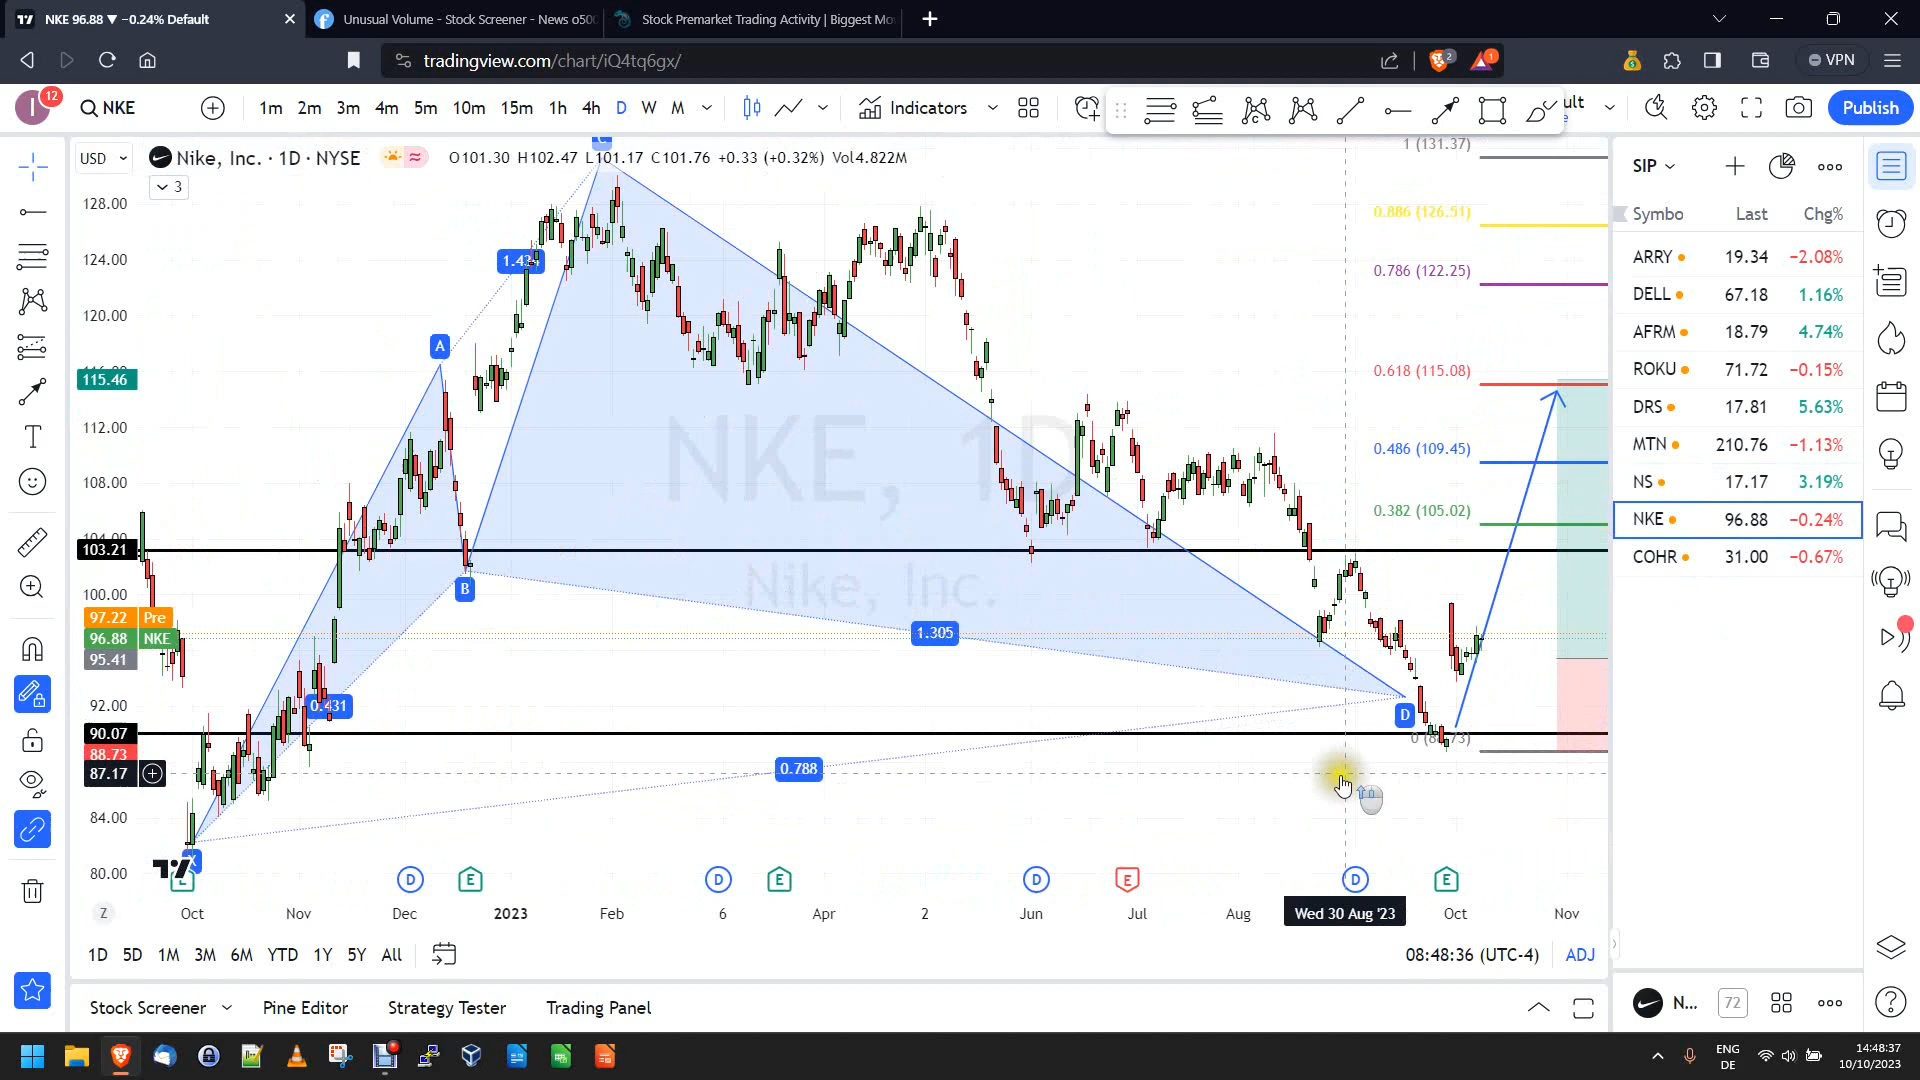 NKE 96.88 ▼ −0.24% Default
Unusual Volume - Stock Screener - News o500
Stock Premarket Trading Activity | Biggest Mo
tradingview.com/chart/iQ4tq6gx/
2
1
VPN
I
12
NKE
1m 2m 3m 4m 5m 10m 15m 1h 4h D W M
Indicators
ult
Publish
USD
Nike, Inc. · 1D · NYSE
O101.30 H102.47 L101.17 C101.76 +0.33 (+0.32%) Vol4.822M
3
1 (131.37)
0.886 (126.51)
0.786 (122.25)
0.618 (115.08)
0.486 (109.45)
0.382 (105.02)
128.00
124.00
120.00
115.46
112.00
108.00
103.21
100.00
97.22 Pre
96.88 NKE
95.41
92.00
90.07
88.73
87.17
84.00
80.00
NKE, 1D
Nike, Inc.
A
B
D
X
1.305
0.431
0.788
Oct Nov Dec 2023 Feb 6 Apr 2 Jun Jul Aug Wed 30 Aug '23 Oct Nov
D E D E D E D E
Z
1D 5D 1M 3M 6M YTD 1Y 5Y All
08:48:36 (UTC-4) ADJ
Stock Screener Pine Editor Strategy Tester Trading Panel
SIP
Symbo Last Chg%
ARRY 19.34 −2.08%
DELL 67.18 1.16%
AFRM 18.79 4.74%
ROKU 71.72 −0.15%
DRS 17.81 5.63%
MTN 210.76 −1.13%
NS 17.17 3.19%
NKE 96.88 −0.24%
COHR 31.00 −0.67%
N... 72
ENG
DE
14:48:37
10/10/2023